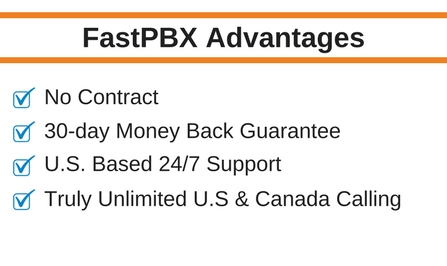 FastPBX Advantages
No Contract
30-day Money Back Guarantee
U.S. Based 24/7 Support
Truly Unlimited U.S & Canada Calling